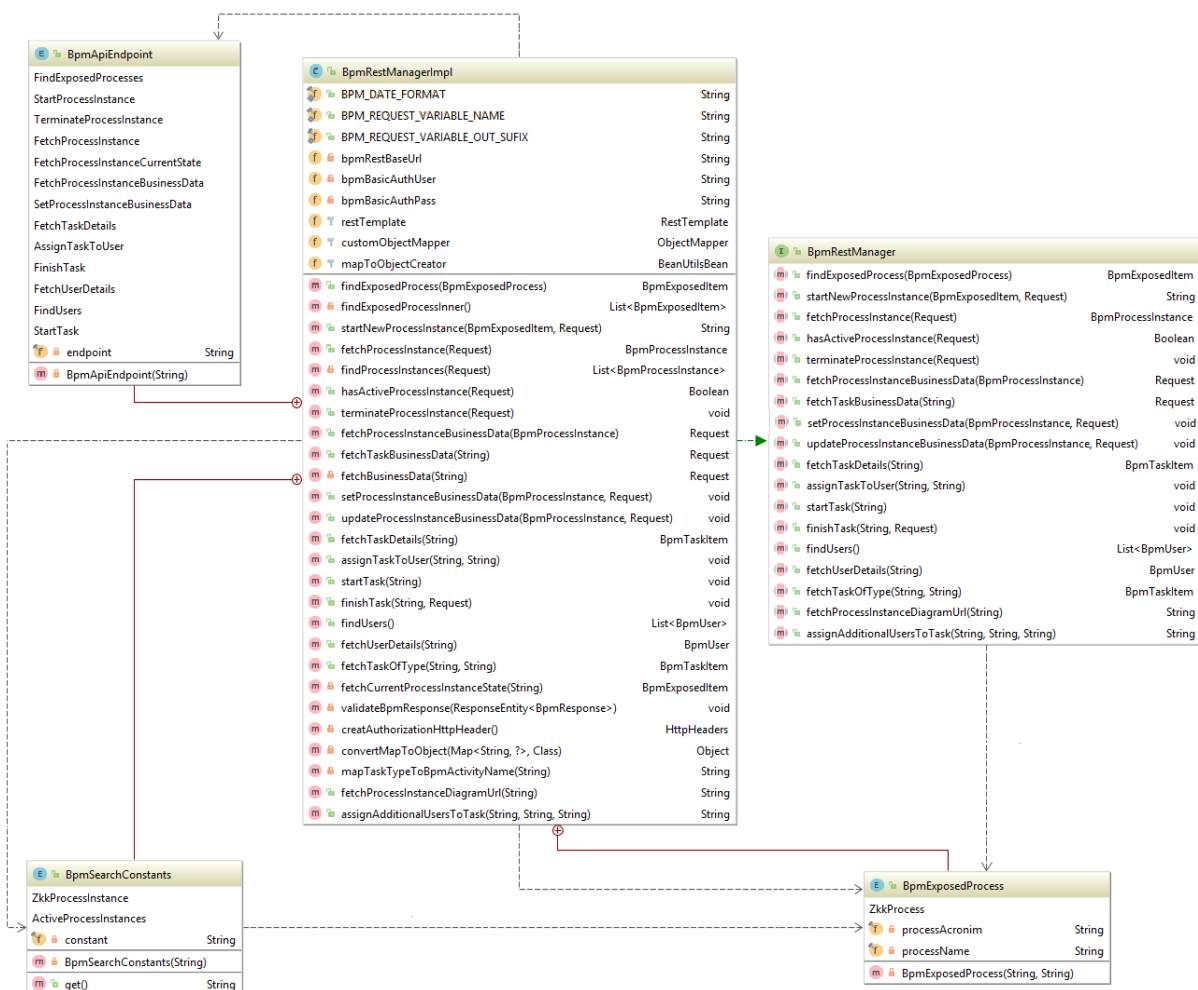 BpmApiEndpoint
FindExposedProcesses
StartProcessInstance
TerminateProcessInstance
FetchProcessInstance
FetchProcessInstanceCurrentState
FetchProcessInstanceBusinessData
SetProcessInstanceBusinessData
FetchTaskDetails
AssignTaskToUser
FinishTask
FetchUserDetails
FindUsers
StartTask
endpoint String
BpmApiEndpoint(String)
BpmRestManagerImpl
BPM_DATE_FORMAT String
BPM_REQUEST_VARIABLE_NAME String
BPM_REQUEST_VARIABLE_OUT_SUFIX String
bpmRestBaseUrl String
bpmBasicAuthUser String
bpmBasicAuthPass String
restTemplate RestTemplate
customObjectMapper ObjectMapper
mapToObjectCreator BeanUtilsBean
findExposedProcess(BpmExposedProcess) BpmExposedItem
findExposedProcessInner() List<BpmExposedItem>
startNewProcessInstance(BpmExposedItem, Request) String
fetchProcessInstance(Request) BpmProcessInstance
findProcessInstances(Request) List<BpmProcessInstance>
hasActiveProcessInstance(Request) Boolean
terminateProcessInstance(Request) void
fetchProcessInstanceBusinessData(BpmProcessInstance) Request
fetchTaskBusinessData(String) Request
fetchBusinessData(String) Request
setProcessInstanceBusinessData(BpmProcessInstance, Request) void
updateProcessInstanceBusinessData(BpmProcessInstance, Request) void
fetchTaskDetails(String) BpmTaskItem
assignTaskToUser(String, String) void
startTask(String) void
finishTask(String, Request) void
findUsers() List<BpmUser>
fetchUserDetails(String) BpmUser
fetchTaskOfType(String, String) BpmTaskItem
fetchCurrentProcessInstanceState(String) BpmExposedItem
validateBpmResponse(ResponseEntity<BpmResponse>) void
creatAuthorizationHttpHeader() HttpHeaders
convertMapToObject(Map<String, ?>, Class) Object
mapTaskTypeToBpmActivityName(String) String
fetchProcessInstanceDiagramUrl(String) String
assignAdditionalUsersToTask(String, String, String) String
BpmRestManager
findExposedProcess(BpmExposedProcess) BpmExposedItem
startNewProcessInstance(BpmExposedItem, Request) String
fetchProcessInstance(Request) BpmProcessInstance
hasActiveProcessInstance(Request) Boolean
terminateProcessInstance(Request) void
fetchProcessInstanceBusinessData(BpmProcessInstance) Request
fetchTaskBusinessData(String) Request
setProcessInstanceBusinessData(BpmProcessInstance, Request) void
updateProcessInstanceBusinessData(BpmProcessInstance, Request) void
fetchTaskDetails(String) BpmTaskItem
assignTaskToUser(String, String) void
startTask(String) void
finishTask(String, Request) void
findUsers() List<BpmUser>
fetchUserDetails(String) BpmUser
fetchTaskOfType(String, String) BpmTaskItem
fetchProcessInstanceDiagramUrl(String) String
assignAdditionalUsersToTask(String, String, String) String
BpmSearchConstants
ZkkProcessInstance
ActiveProcessInstances
constant String
BpmSearchConstants(String)
get() String
BpmExposedProcess
ZkkProcess
processAcronim String
processName String
BpmExposedProcess(String, String)